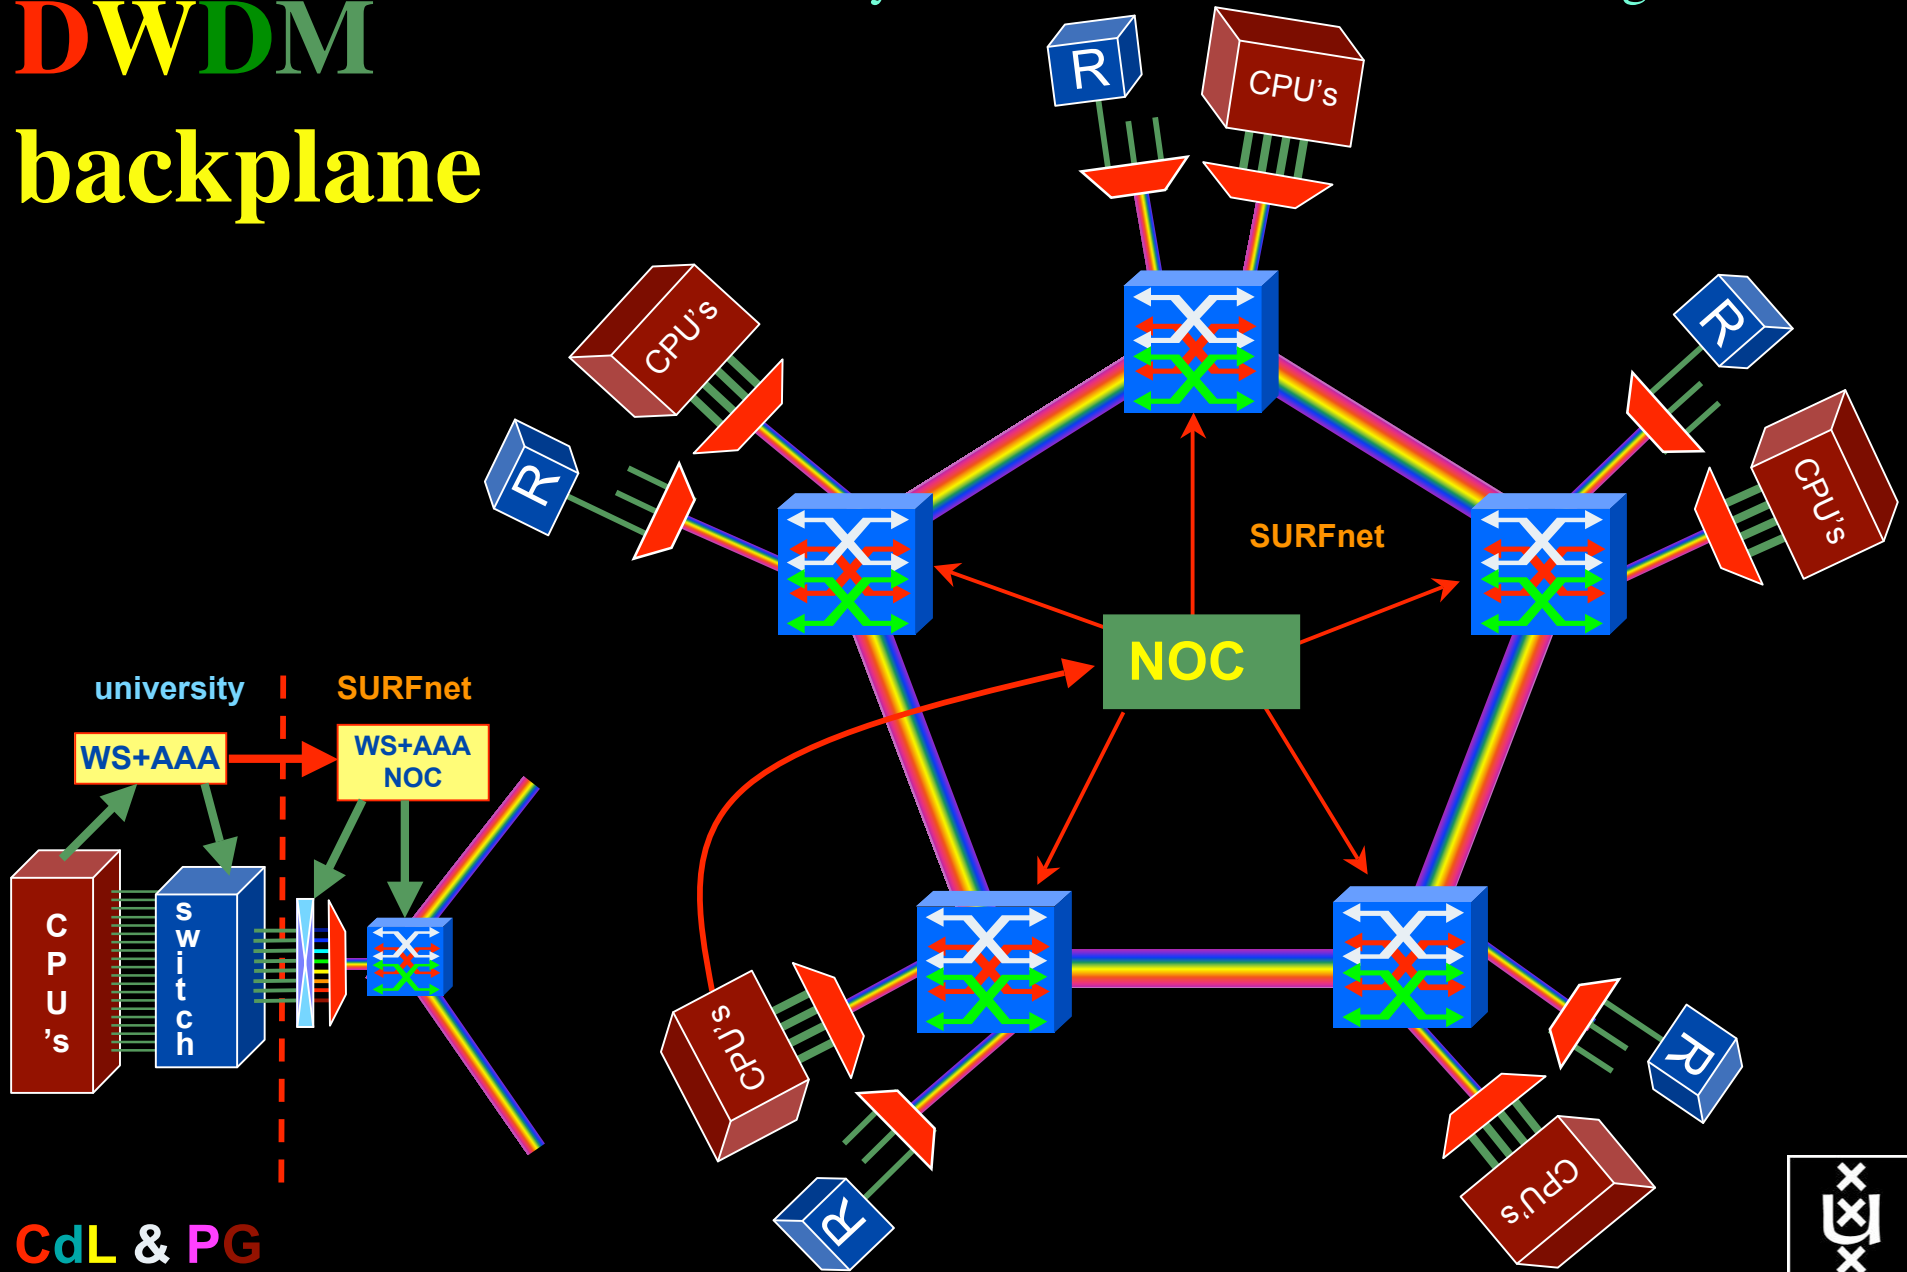 DWDM
backplane
R
CPU's
CPU's
R
R
CPU's
SURFnet
NOC
university
SURFnet
WS+AAA
WS+AAA
NOC
C
P
U
's
s
w
i
t
c
h
CPU's
R
R
CPU's
CdL & PG
u